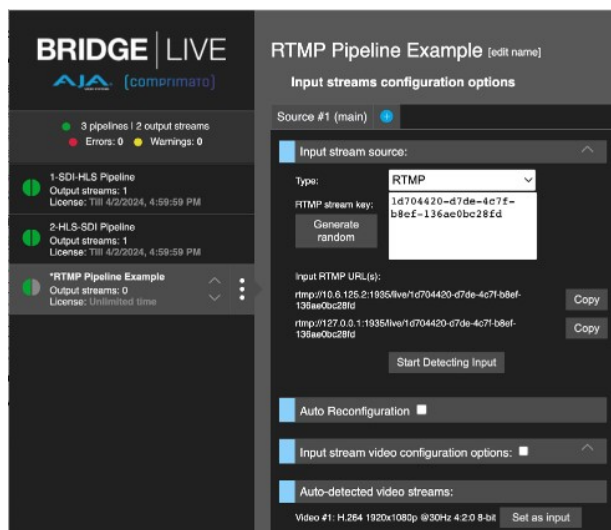 BRIDGE | LIVE
AJA [comprimato]
3 pipelines | 2 output streams
Errors: 0 Warnings: 0
1-SDI-HLS Pipeline
Output streams: 1
License: Till 4/2/2024, 4:59:59 PM
2-HLS-SDI Pipeline
Output streams: 1
License: Till 4/2/2024, 4:59:59 PM
*RTMP Pipeline Example
Output streams: 0
License: Unlimited time
RTMP Pipeline Example [edit name]
Input streams configuration options
Source #1 (main)
Input stream source:
Type: RTMP
RTMP stream key:
1d704420-d7de-4c7f-
b8ef-136ae0bc28fd
Generate
random
Input RTMP URL(s):
rtmp://10.6.125.2:1935/live/1d704420-d7de-4c7f-b8ef-
136ae0bc28fd
Copy
rtmp://127.0.0.1:1935/live/1d704420-d7de-4c7f-b8ef-
136ae0bc28fd
Copy
Start Detecting Input
Auto Reconfiguration
Input stream video configuration options:
Auto-detected video streams:
Video #1: H.264 1920x1080p @30Hz 4:2:0 8-bit Set as input